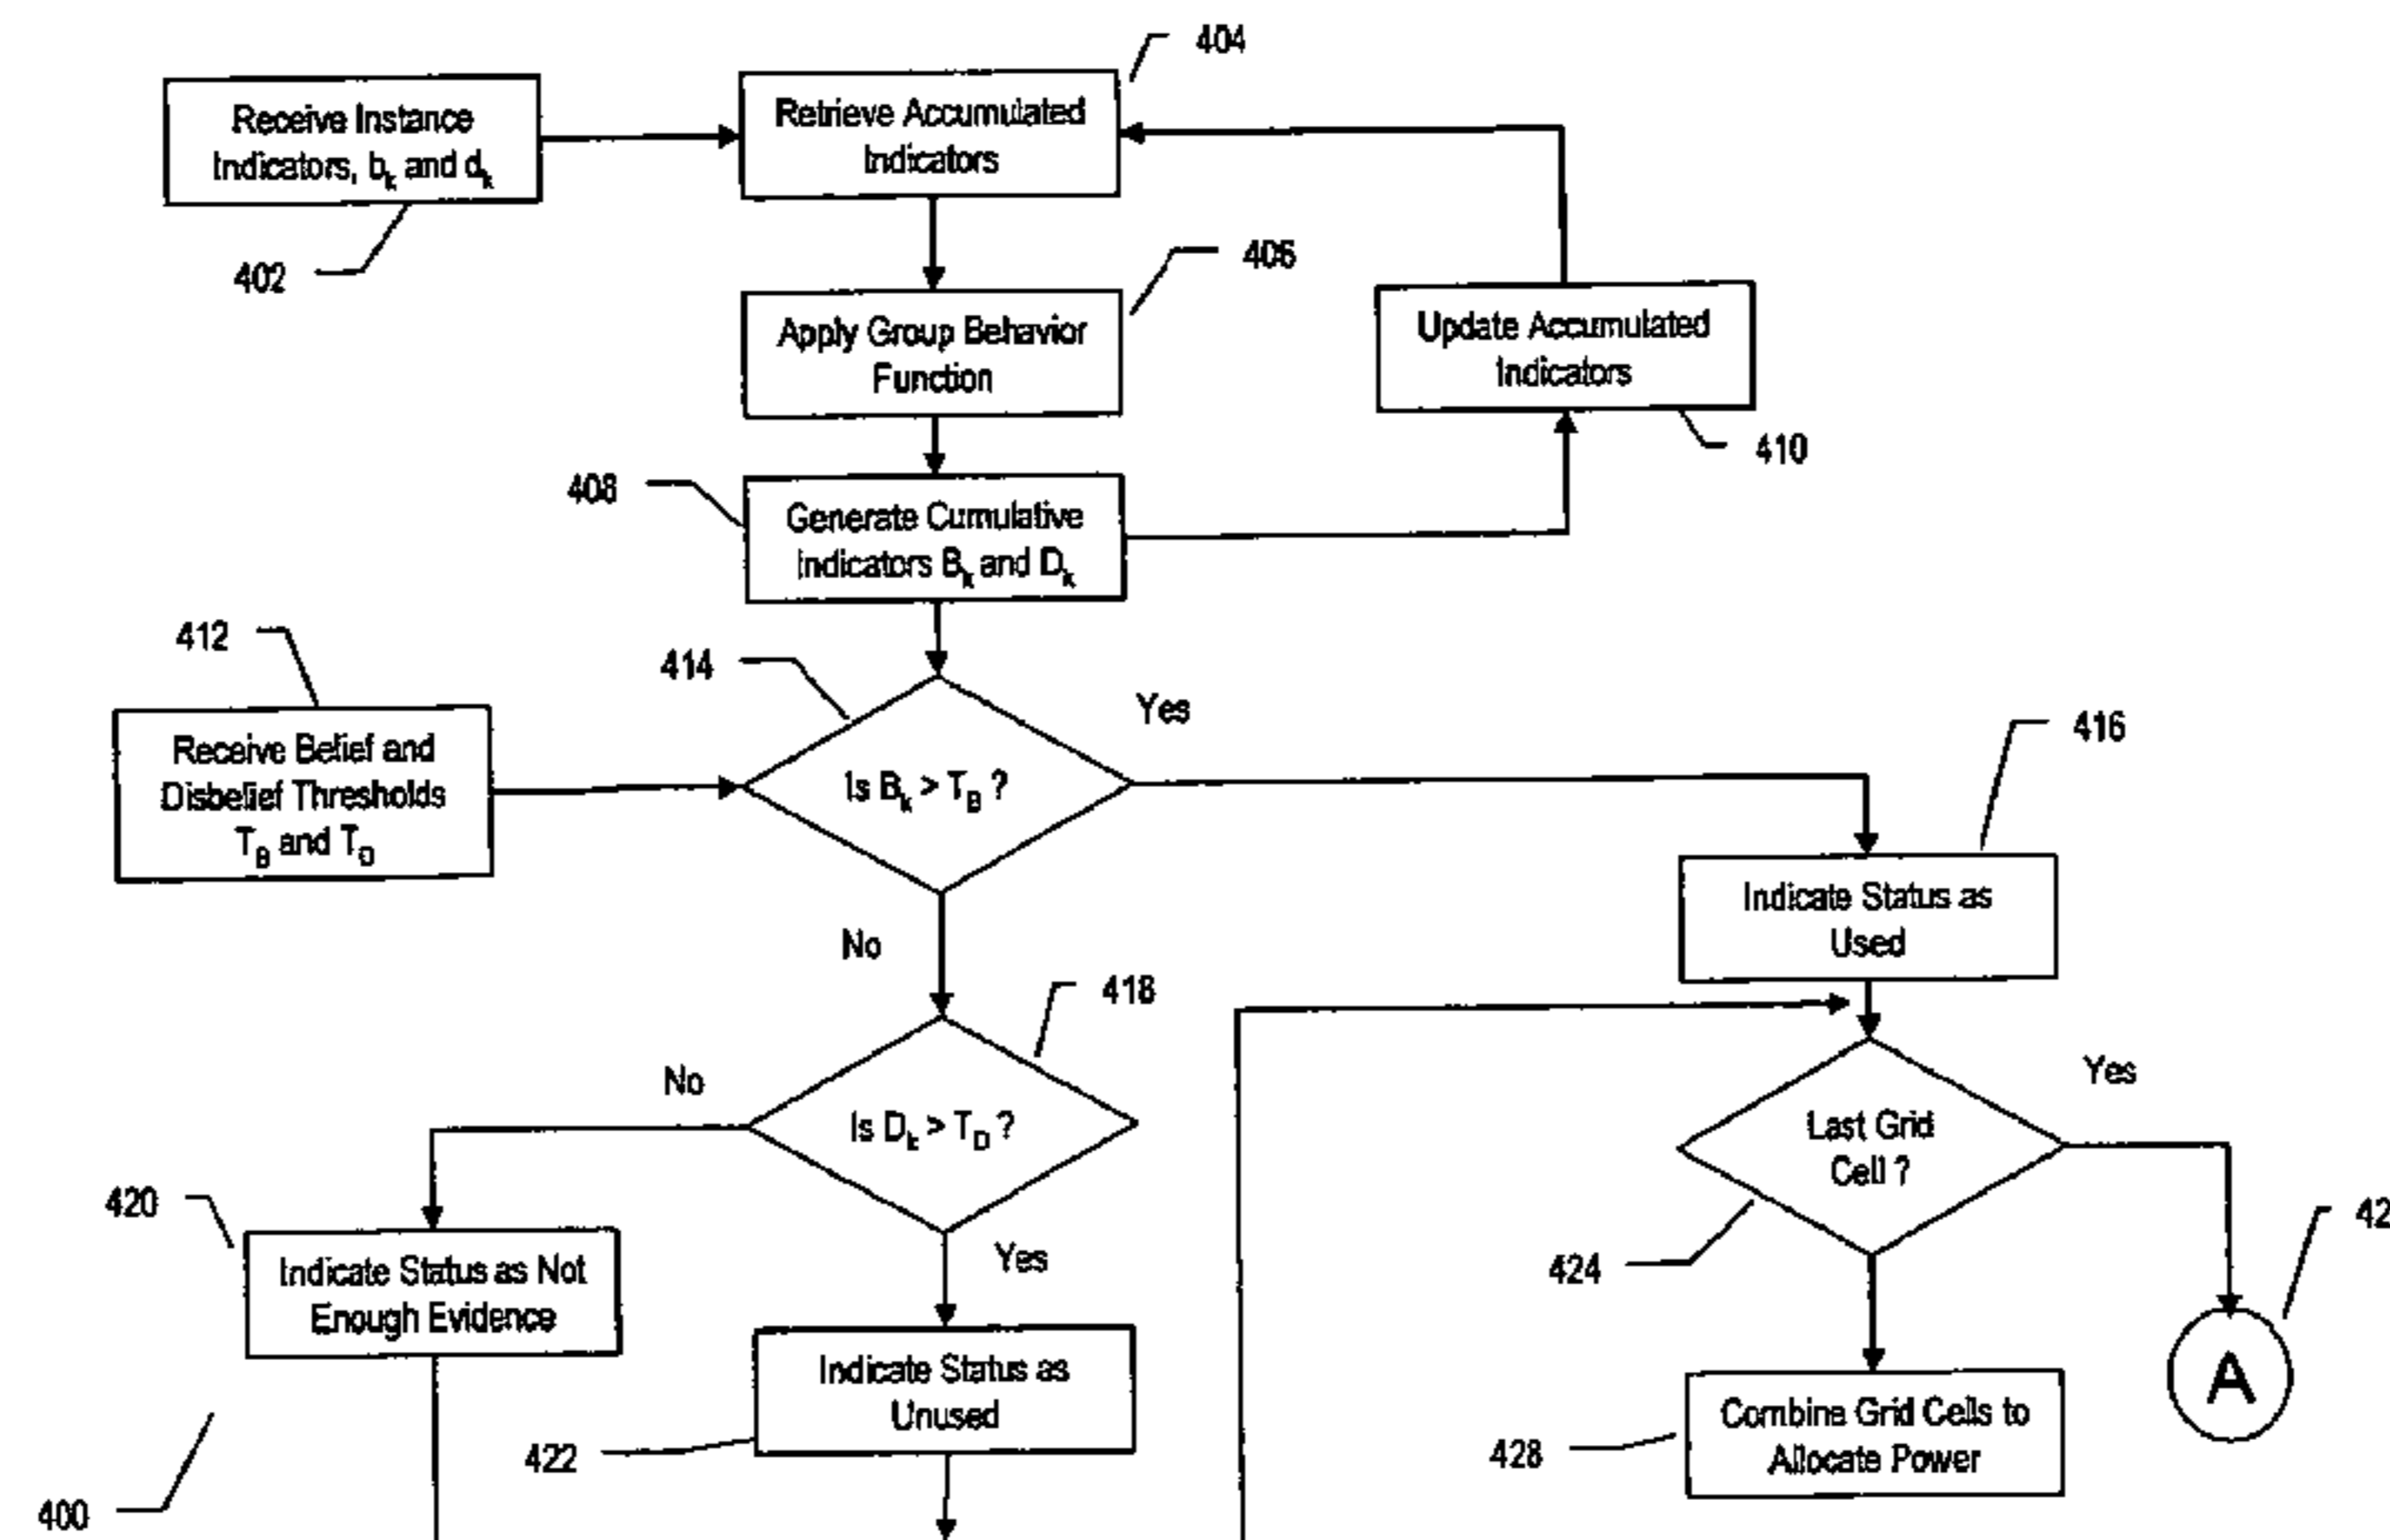 404
Receive Instance
Indicators, bk and dk
402
Retrieve Accumulated
Indicators
406
Apply Group Behavior
Function
Update Accumulated
Indicators
410
408
Generate Cumulative
Indicators Bk and Dk
412
414
Yes
Receive Belief and
Disbelief Thresholds
TB and TD
Is Bk > TB ?
416
Indicate Status as
Used
No
418
No
Is Dk > TD ?
Yes
Last Grid
Cell ?
420
Indicate Status as Not
Enough Evidence
Yes
424
42
Indicate Status as
Unused
422
A
Combine Grid Cells to
Allocate Power
428
400